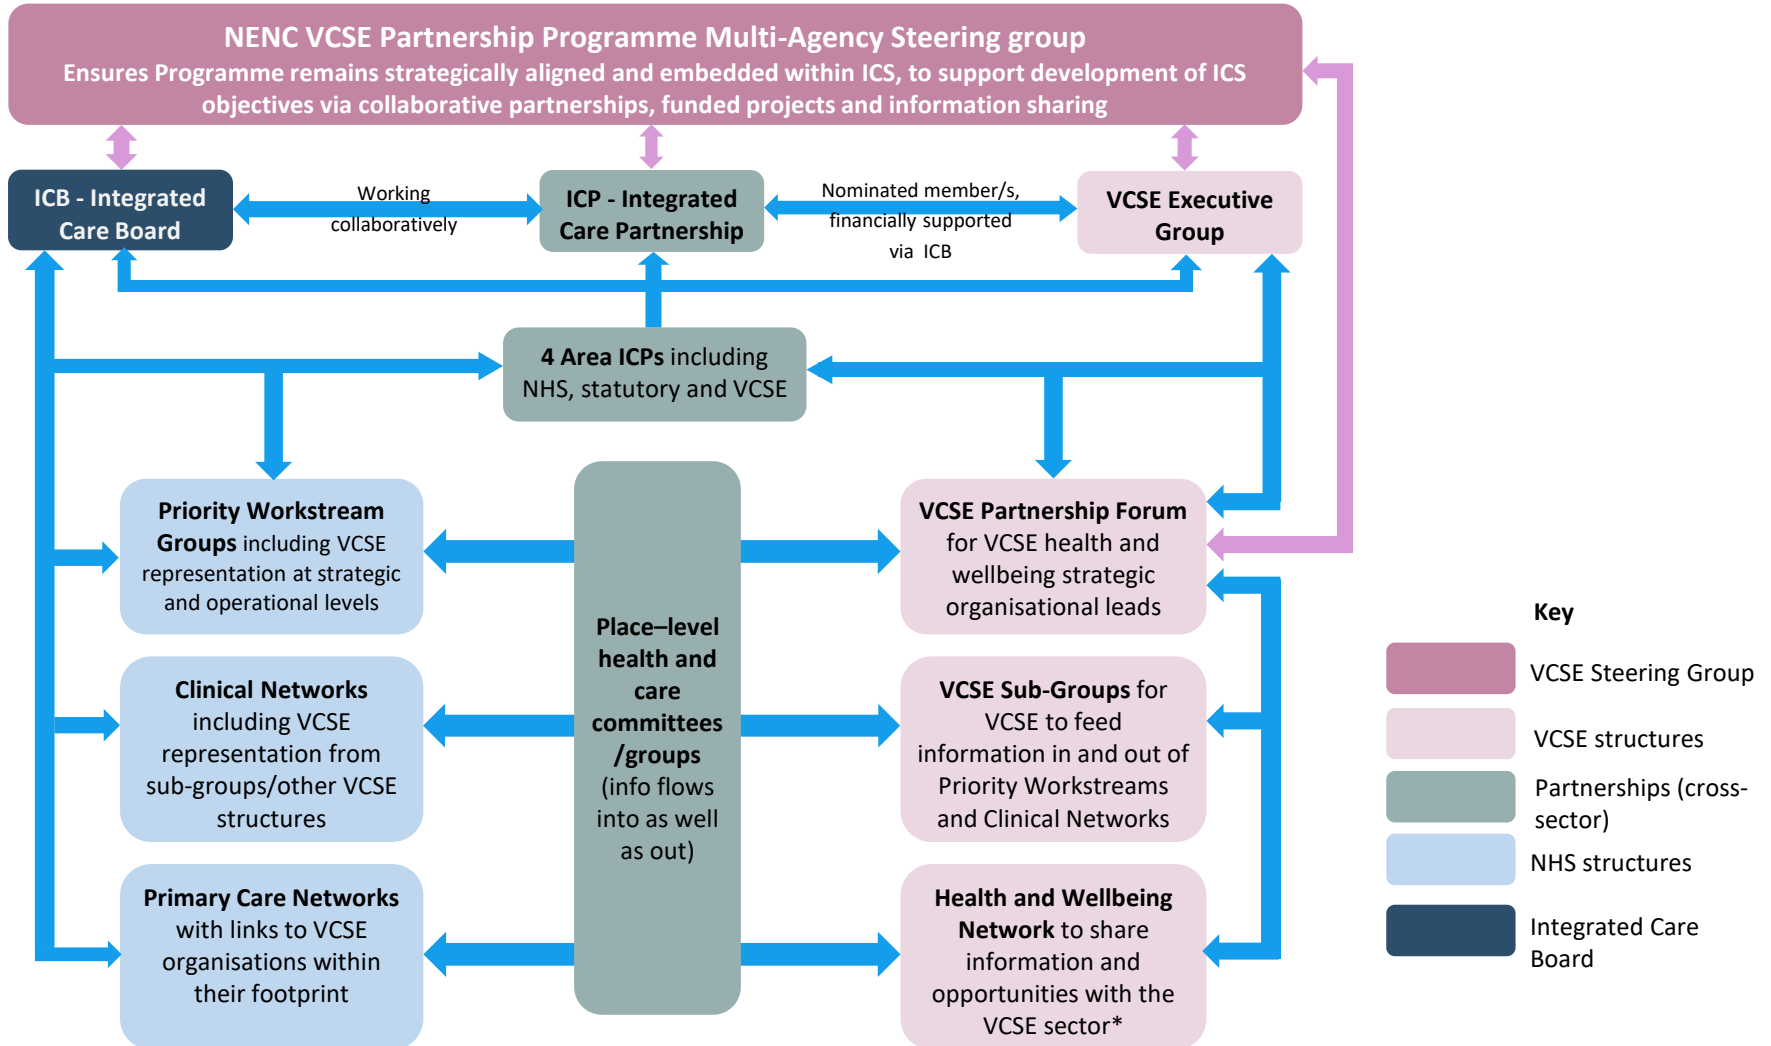 NENC VCSE Partnership Programme Multi-Agency Steering group
Ensures Programme remains strategically aligned and embedded within ICS, to support development of ICS
objectives via collaborative partnerships, funded projects and information sharing
ICB - Integrated
Care Board
Working
collaboratively
ICP - Integrated
Care Partnership
Nominated member/s,
financially supported
via ICB
VCSE Executive
Group
4 Area ICPs including
NHS, statutory and VCSE
Priority Workstream
Groups including VCSE
representation at strategic
and operational levels
Clinical Networks
including VCSE
representation from
sub-groups/other VCSE
structures
Primary Care Networks
with links to VCSE
organisations within
their footprint
Place–level
health and
care
committees
/groups
(info flows
into as well
as out)
VCSE Partnership Forum
for VCSE health and
wellbeing strategic
organisational leads
VCSE Sub-Groups for
VCSE to feed
information in and out of
Priority Workstreams
and Clinical Networks
Health and Wellbeing
Network to share
information and
opportunities with the
VCSE sector*
Key
VCSE Steering Group
VCSE structures
Partnerships (cross-
sector)
NHS structures
Integrated Care
Board